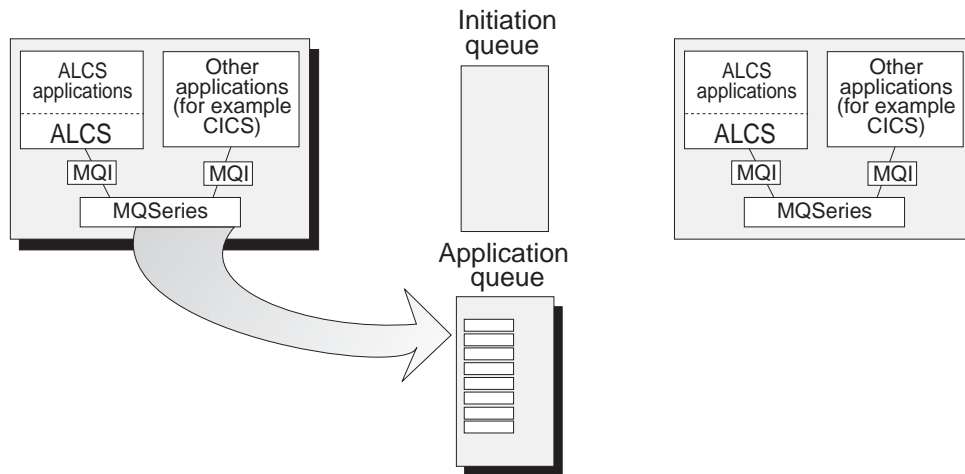 Initiation
queue
ALCS
applications
ALCS
Other
applications
(for example
CICS)
MQI
MQI
MQSeries
ALCS
applications
ALCS
Other
applications
(for example
CICS)
MQI
MQI
MQSeries
Application
queue